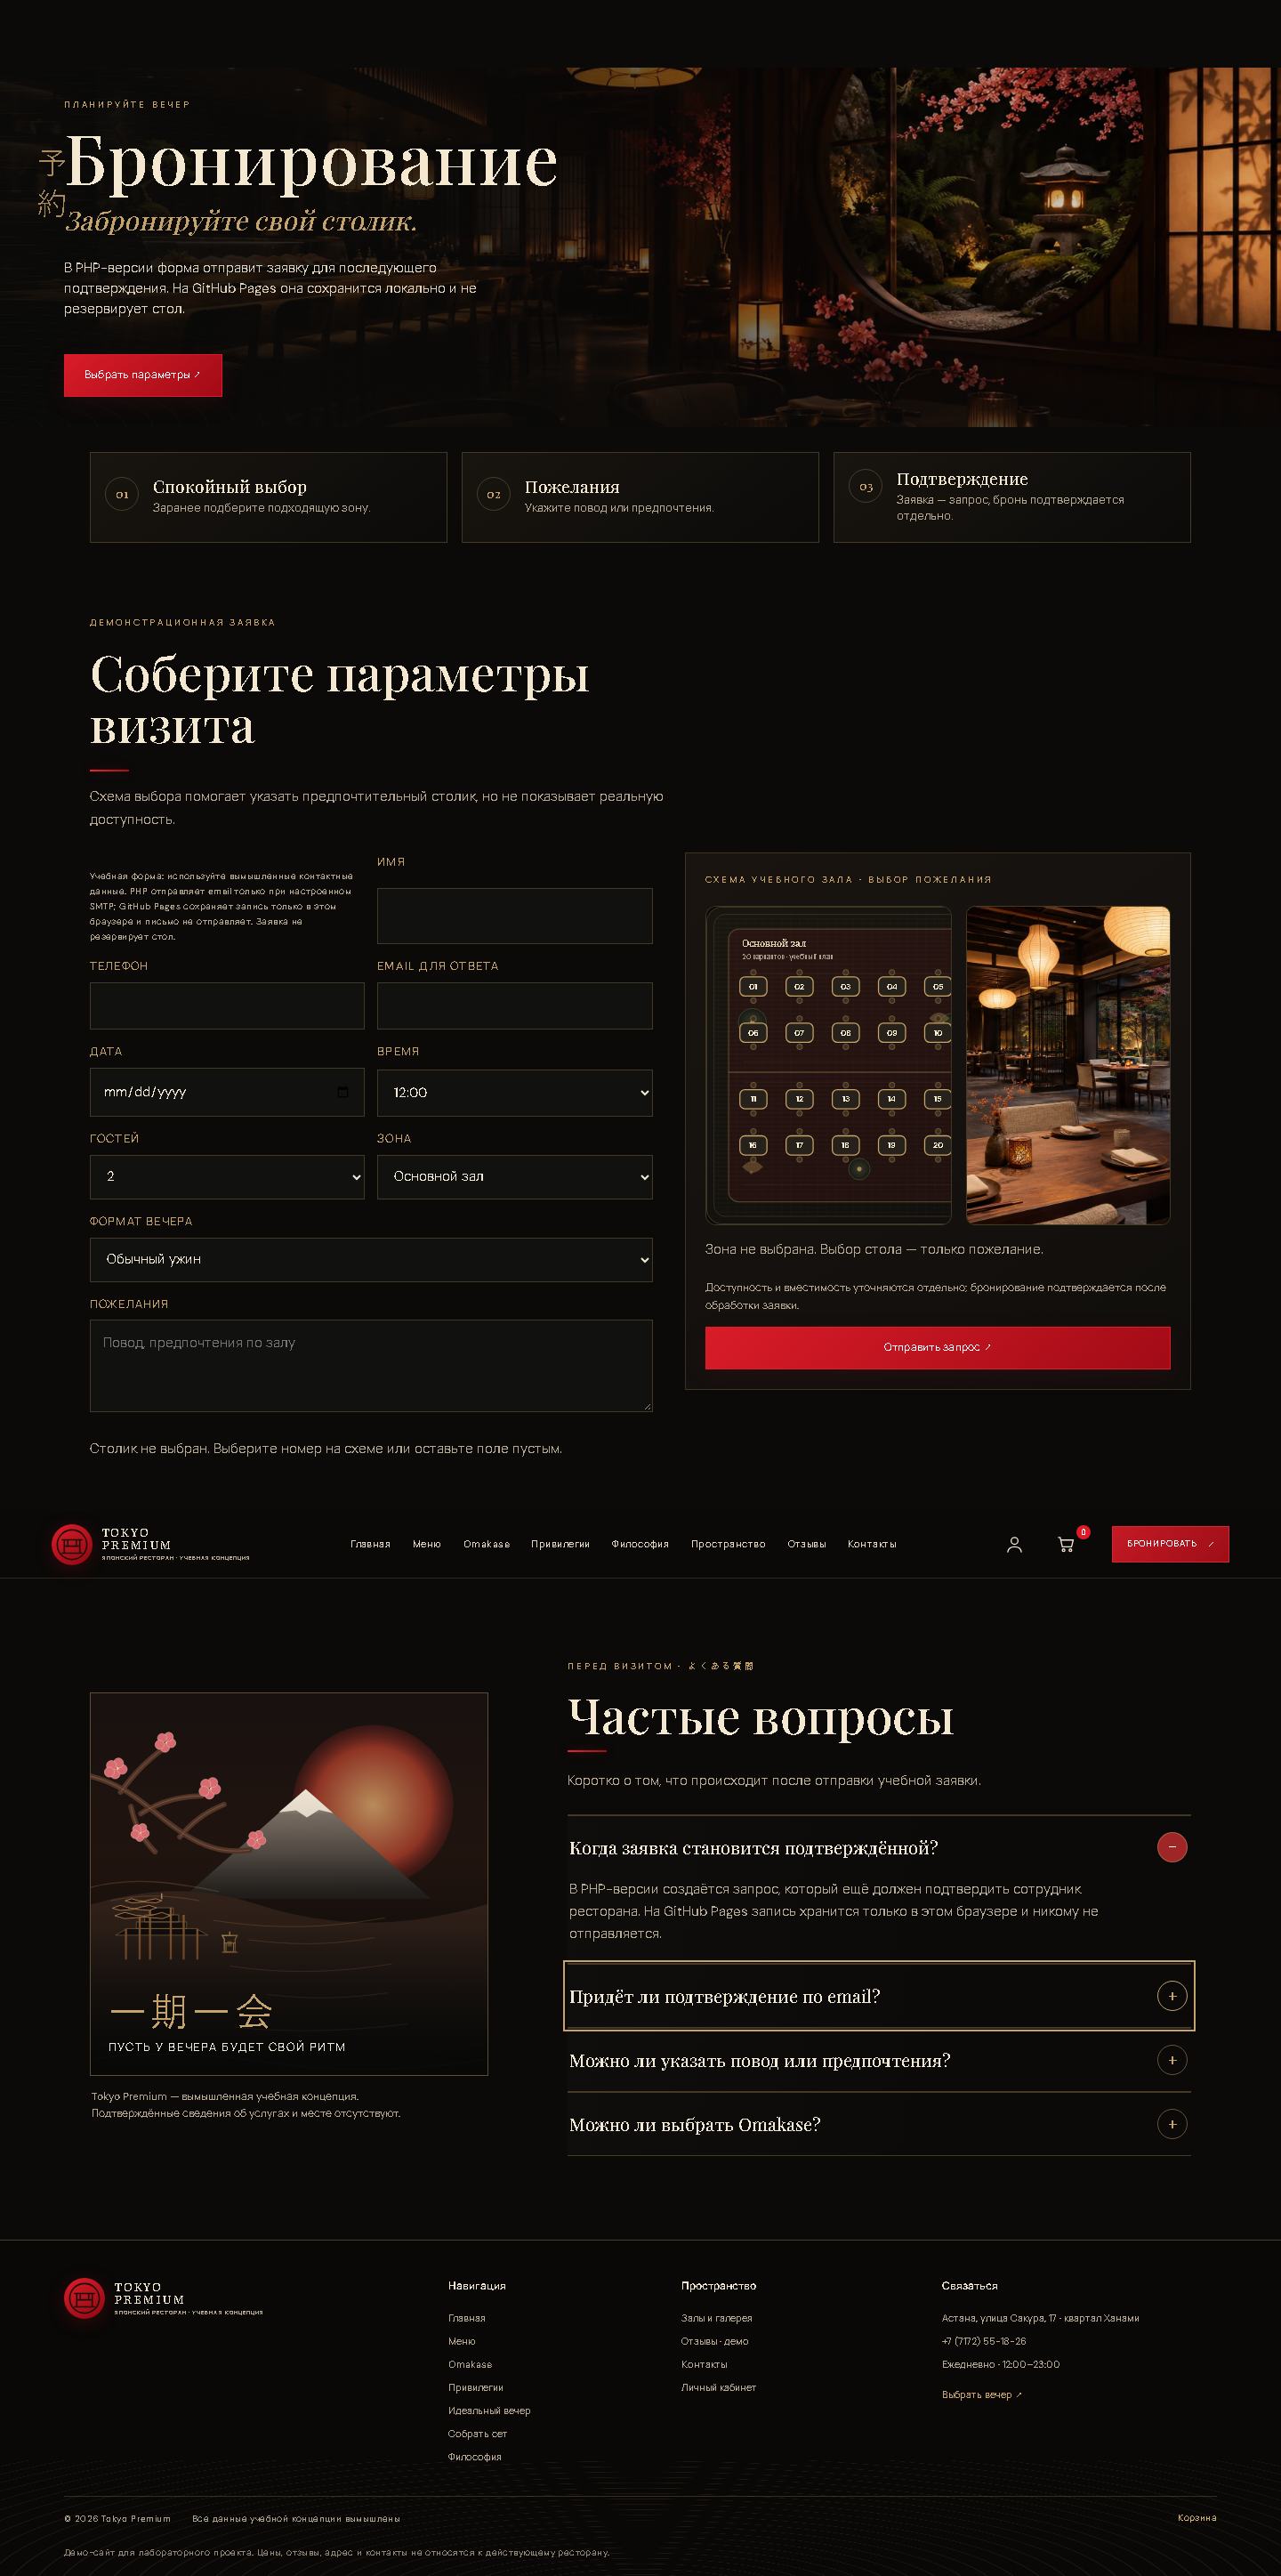 ПЛАНИРУЙТЕ ВЕЧЕР
予
約
Бронирование
Забронируйте свой столик.
В PHP-версии форма отправит заявку для последующего
подтверждения. На GitHub Pages она сохранится локально и не
резервирует стол.
Выбрать параметры ↗
01
Спокойный выбор
Заранее подберите подходящую зону.
02
Пожелания
Укажите повод или предпочтения.
03
Подтверждение
Заявка — запрос, бронь подтверждается
отдельно.
ДЕМОНСТРАЦИОННАЯ ЗАЯВКА
Соберите параметры
визита
Схема выбора помогает указать предпочтительный столик, но не показывает реальную
доступность.
Учебная форма: используйте вымышленные контактные
данные. PHP отправляет email только при настроенном
SMTP; GitHub Pages сохраняет запись только в этом
браузере и письмо не отправляет. Заявка не
резервирует стол.
ИМЯ
ТЕЛЕФОН
EMAIL ДЛЯ ОТВЕТА
ДАТА
mm/dd/yyyy
ВРЕМЯ
12:00
ГОСТЕЙ
2
ЗОНА
Основной зал
ФОРМАТ ВЕЧЕРА
Обычный ужин
ПОЖЕЛАНИЯ
Повод, предпочтения по залу
Столик не выбран. Выберите номер на схеме или оставьте поле пустым.
СХЕМА УЧЕБНОГО ЗАЛА · ВЫБОР ПОЖЕЛАНИЯ
Основной зал
20 вариантов · учебный план
01 02 03 04 05
06 07 08 09 10
11 12 13 14 15
16 17 18 19 20
Зона не выбрана. Выбор стола — только пожелание.
Доступность и вместимость уточняются отдельно; бронирование подтверждается после
обработки заявки.
Отправить запрос ↗
TOKYO
PREMIUM
ЯПОНСКИЙ РЕСТОРАН · УЧЕБНАЯ КОНЦЕПЦИЯ
Главная Меню Omakase Привилегии Философия Пространство Отзывы Контакты
0
БРОНИРОВАТЬ ↗
一期一会
ПУСТЬ У ВЕЧЕРА БУДЕТ СВОЙ РИТМ
Tokyo Premium — вымышленная учебная концепция.
Подтверждённые сведения об услугах и месте отсутствуют.
ПЕРЕД ВИЗИТОМ · よくある質問
Частые вопросы
Коротко о том, что происходит после отправки учебной заявки.
Когда заявка становится подтверждённой?
−
В PHP-версии создаётся запрос, который ещё должен подтвердить сотрудник
ресторана. На GitHub Pages запись хранится только в этом браузере и никому не
отправляется.
Придёт ли подтверждение по email?
+
Можно ли указать повод или предпочтения?
+
Можно ли выбрать Omakase?
+
TOKYO
PREMIUM
ЯПОНСКИЙ РЕСТОРАН · УЧЕБНАЯ КОНЦЕПЦИЯ
Навигация
Главная
Меню
Omakase
Привилегии
Идеальный вечер
Собрать сет
Философия
Пространство
Залы и галерея
Отзывы · демо
Контакты
Личный кабинет
Связаться
Астана, улица Сакура, 17 · квартал Ханами
+7 (7172) 55-18-26
Ежедневно · 12:00–23:00
Выбрать вечер ↗
© 2026 Tokyo Premium
Все данные учебной концепции вымышлены
Корзина
Демо-сайт для лабораторного проекта. Цены, отзывы, адрес и контакты не относятся к действующему ресторану.